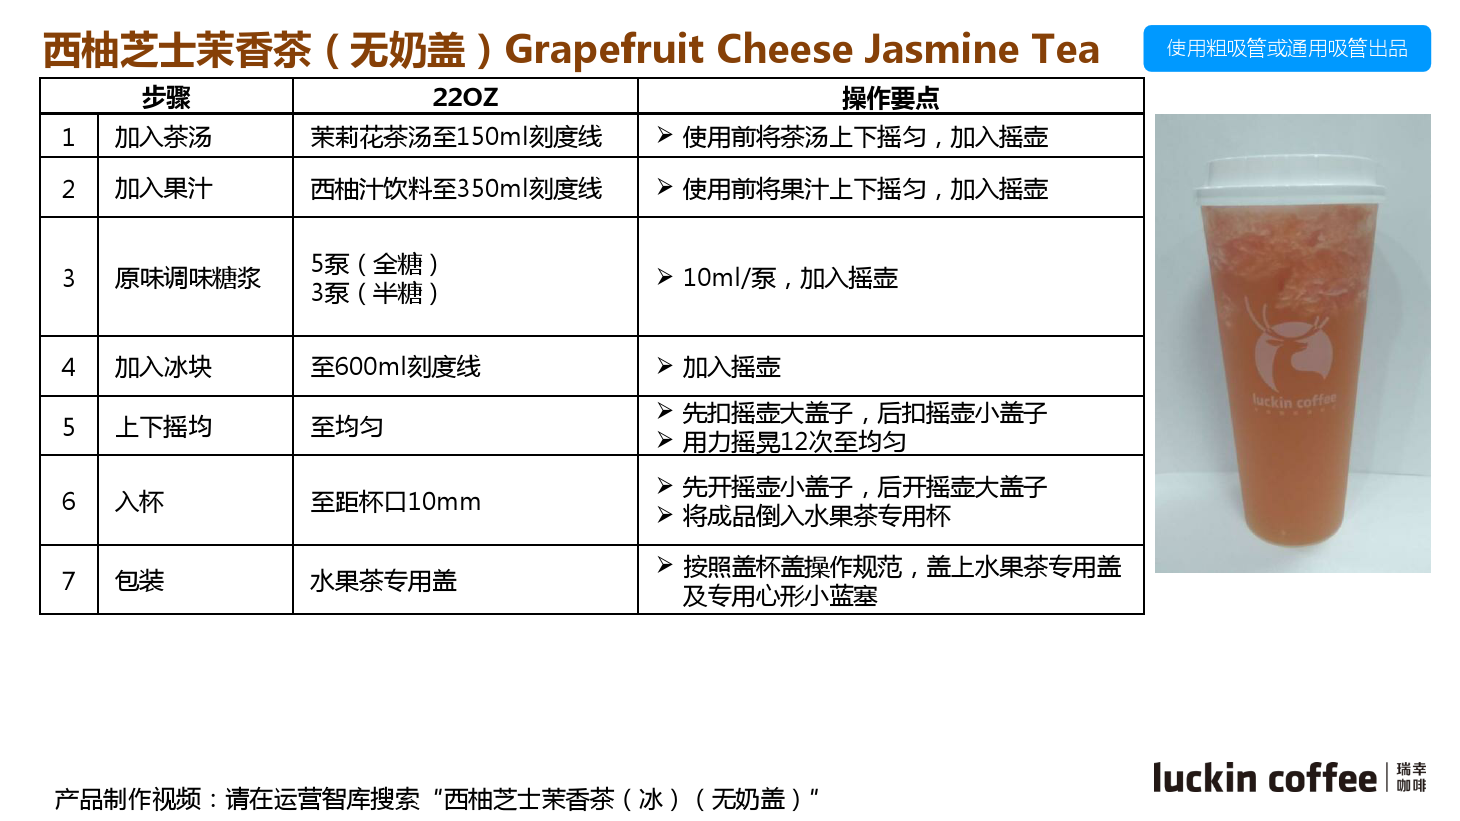 西柚芝士茉香茶（无奶盖）Grapefruit Cheese Jasmine Tea
使用粗吸管或通用吸管出品
步骤 22OZ 操作要点
1 加入茶汤 茉莉花茶汤至150ml刻度线 ➢ 使用前将茶汤上下摇匀，加入摇壶
2 加入果汁 西柚汁饮料至350ml刻度线 ➢ 使用前将果汁上下摇匀，加入摇壶
3 原味调味糖浆 5泵（全糖） ➢ 10ml/泵，加入摇壶
3泵（半糖）
4 加入冰块 至600ml刻度线 ➢ 加入摇壶
5 上下摇均 至均匀 ➢ 先扣摇壶大盖子，后扣摇壶小盖子
➢ 用力摇晃12次至均匀
6 入杯 至距杯口10mm ➢ 先开摇壶小盖子，后开摇壶大盖子
➢ 将成品倒入水果茶专用杯
7 包装 水果茶专用盖 ➢ 按照盖杯盖操作规范，盖上水果茶专用盖
及专用心形小蓝塞
luckin coffee
产品制作视频：请在运营智库搜索“西柚芝士茉香茶（冰）（无奶盖）”
luckin coffee 瑞幸
咖啡